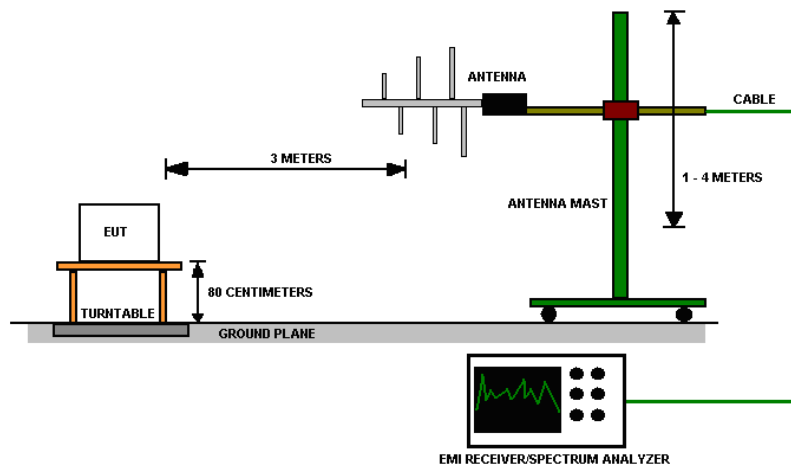 ANTENNA
CABLE
3 METERS
1 - 4 METERS
ANTENNA MAST
EUT
80 CENTIMETERS
TURNTABLE
GROUND PLANE
EMI RECEIVER/SPECTRUM ANALYZER